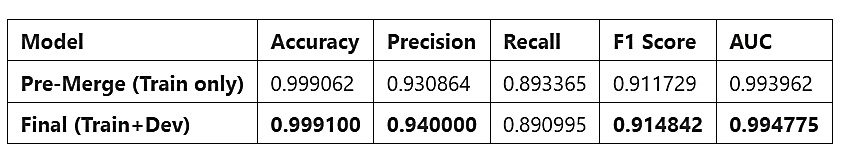 Model Accuracy Precision Recall F1 Score AUC
Pre-Merge (Train only) 0.999062 0.930864 0.893365 0.911729 0.993962
Final (Train+Dev) 0.999100 0.940000 0.890995 0.914842 0.994775